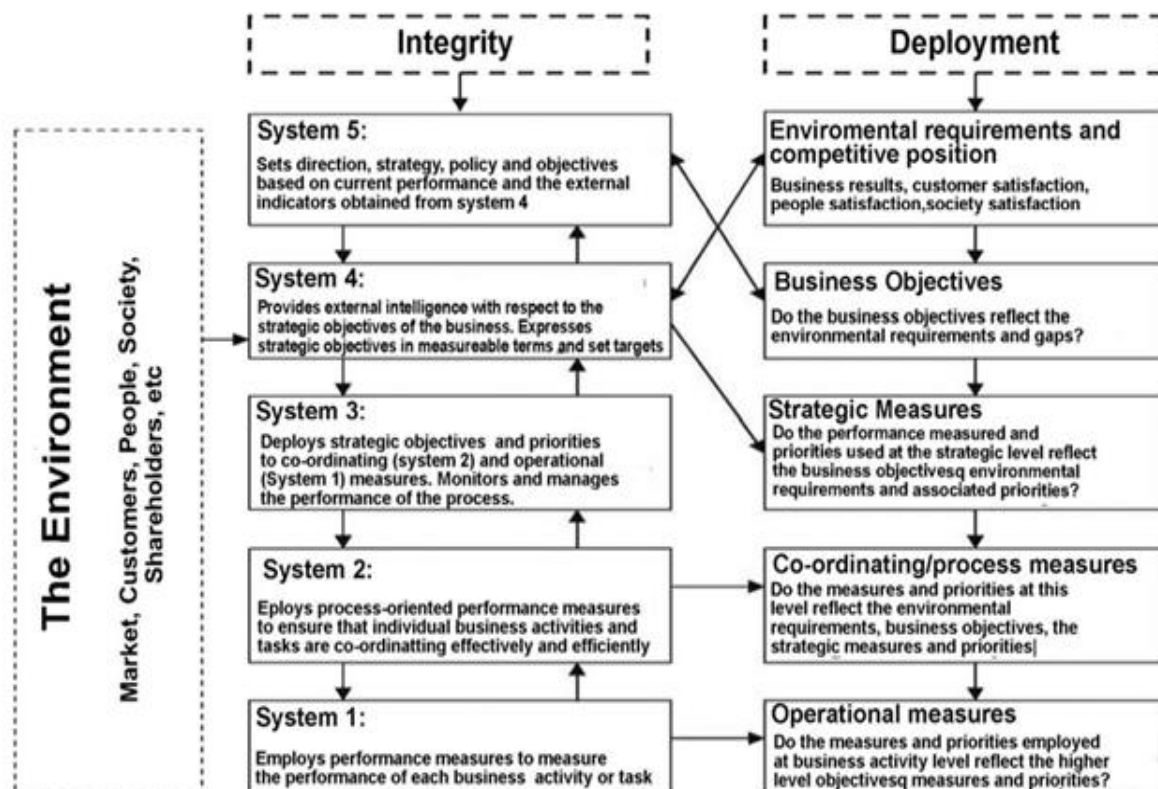 Integrity
Deployment
The Environment
Market, Customers, People, Society,
Shareholders, etc
System 5:
Sets direction, strategy, policy and objectives
based on current performance and the external
indicators obtained from system 4
System 4:
Provides external intelligence with respect to the
strategic objectives of the business. Expresses
strategic objectives in measureable terms and set targets
System 3:
Deploys strategic objectives and priorities
to co-ordinating (system 2) and operational
(System 1) measures. Monitors and manages
the performance of the process.
System 2:
Eploys process-oriented performance measures
to ensure that individual business activities and
tasks are co-ordinatting effectively and efficiently
System 1:
Employs performance measures to measure
the performance of each business activity or task
Enviromental requirements and
competitive position
Business results, customer satisfaction,
people satisfaction,society satisfaction
Business Objectives
Do the business objectives reflect the
environmental requirements and gaps?
Strategic Measures
Do the performance measured and
priorities used at the strategic level reflect
the business objectivesq environmental
requirements and associated priorities?
Co-ordinating/process measures
Do the measures and priorities at this
level reflect the environmental
requirements, business objectives, the
strategic measures and priorities|
Operational measures
Do the measures and priorities employed
at business activity level reflect the higher
level objectivesq measures and priorities?